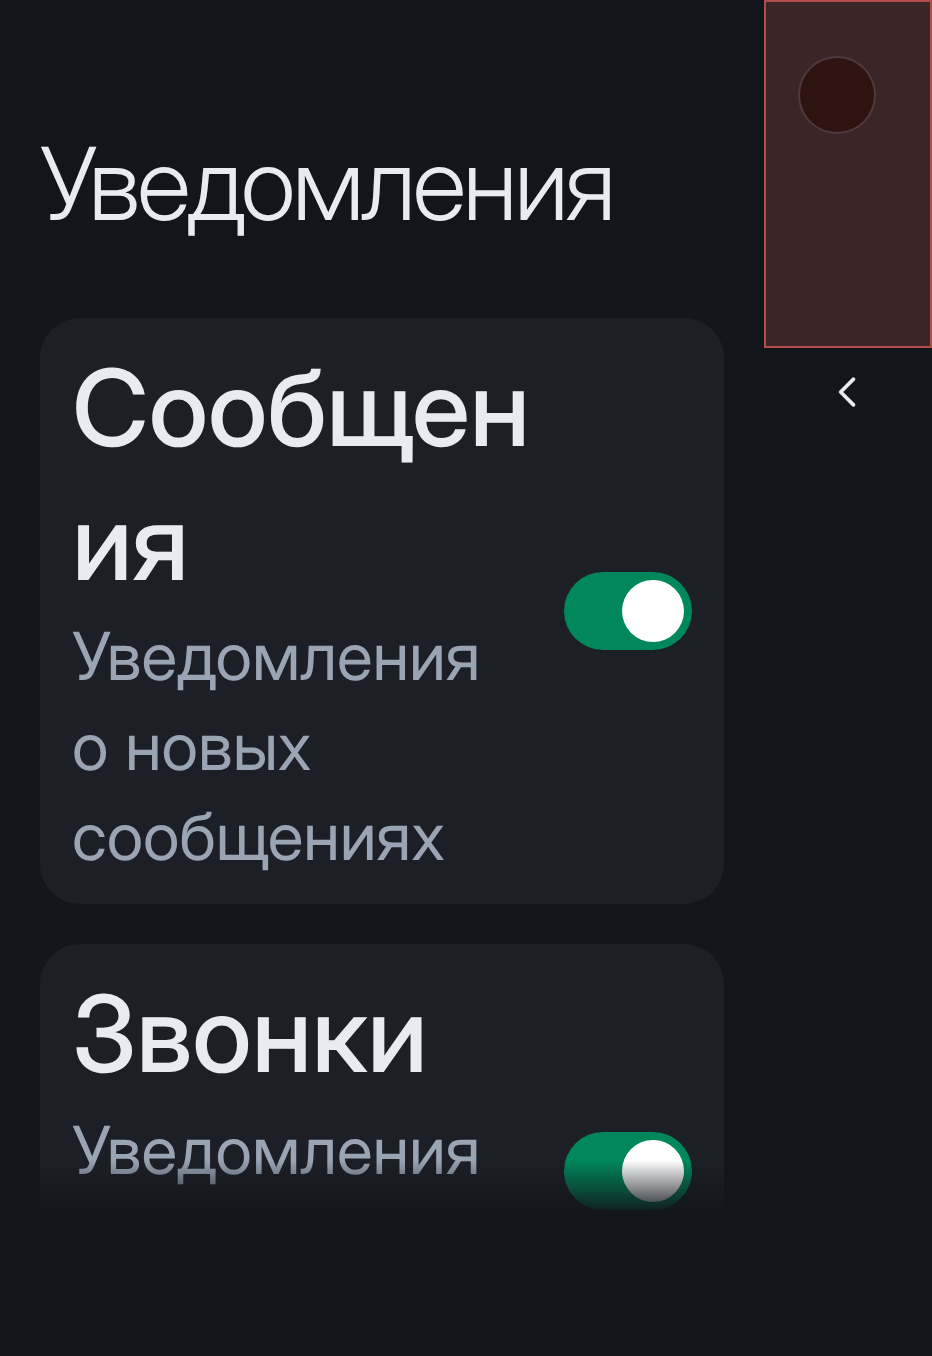 Уведомления
Сообщен
ия
Уведомления
о новых
сообщениях
Звонки
Уведомления